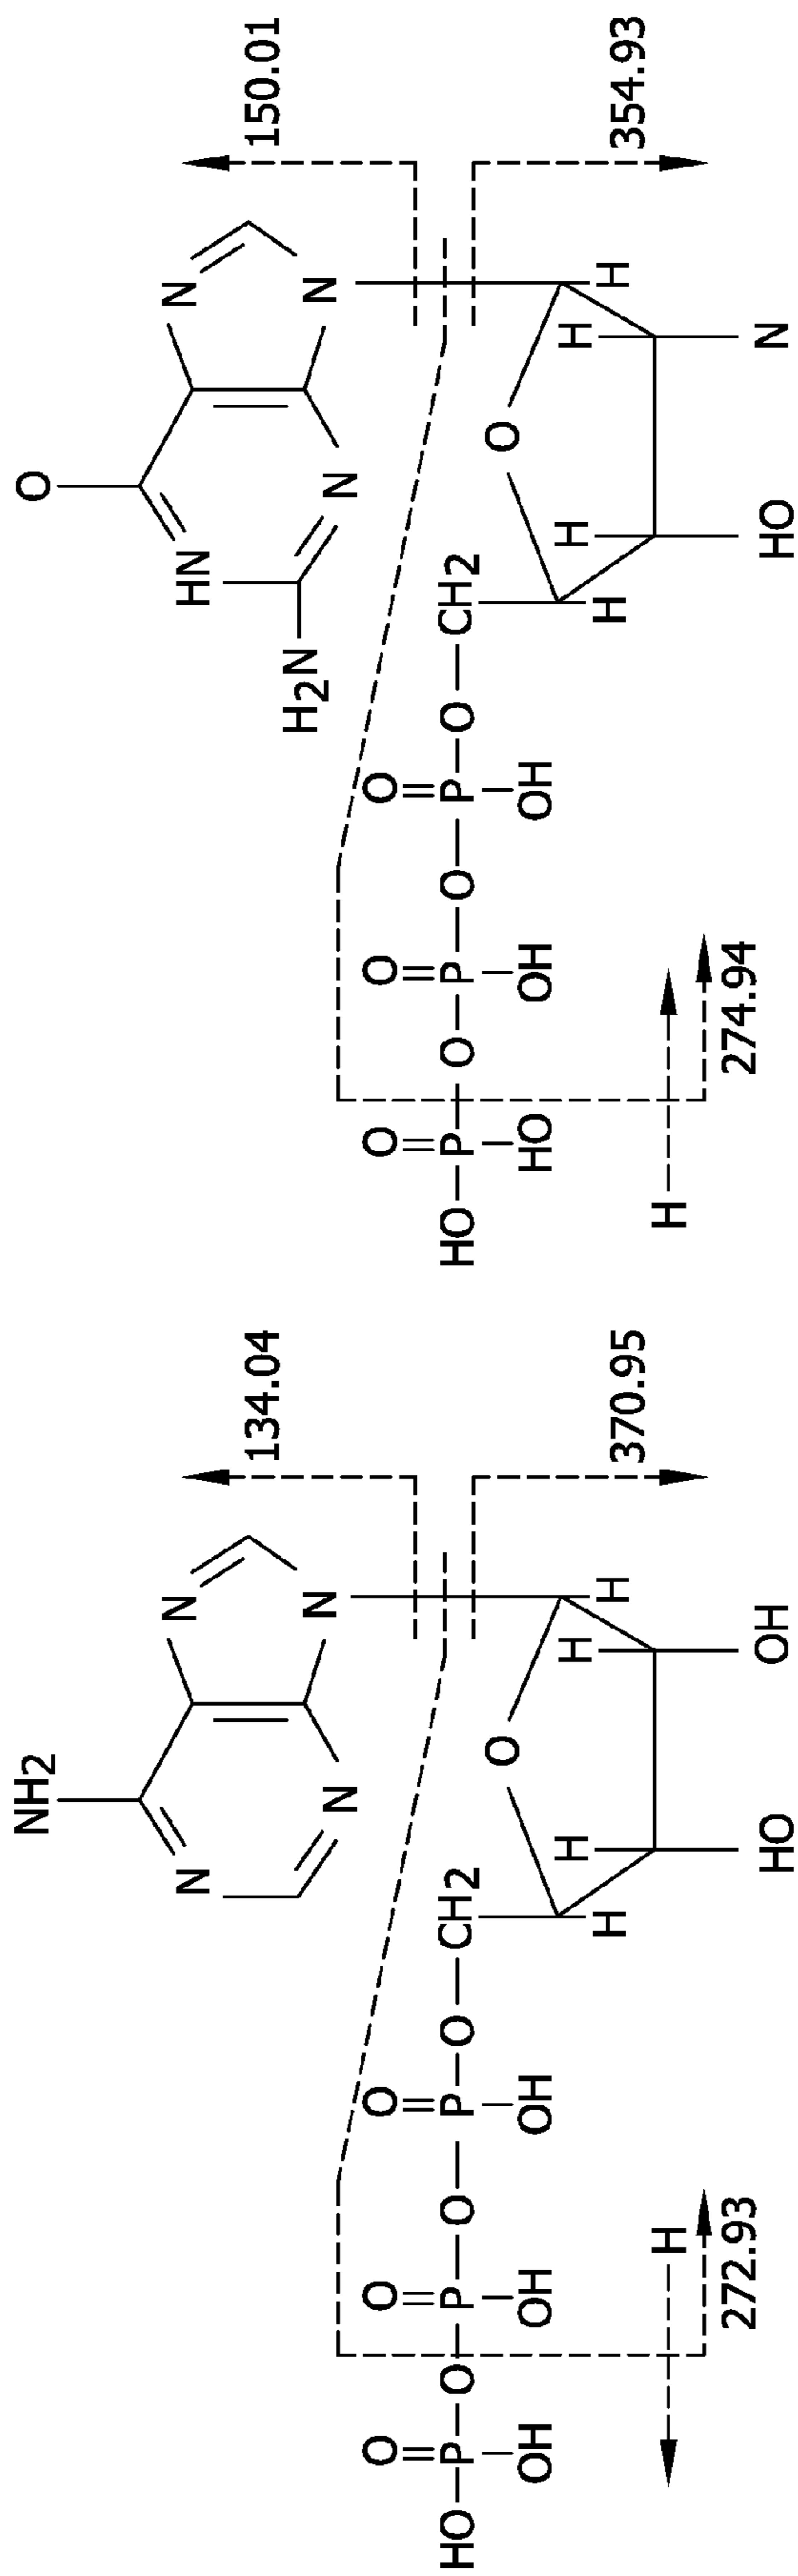 NH2
N N
134.04
N N
O O O
HO-P-O-P-O-P-O-CH2
O
OH OH OH
H H
H H
370.95
H
272.93
HO OH
O
HN N
150.01
H2N N N
O O O
HO-P-O-P-O-P-O-CH2
O
HO OH OH
H H
H H
354.93
H
274.94
HO N